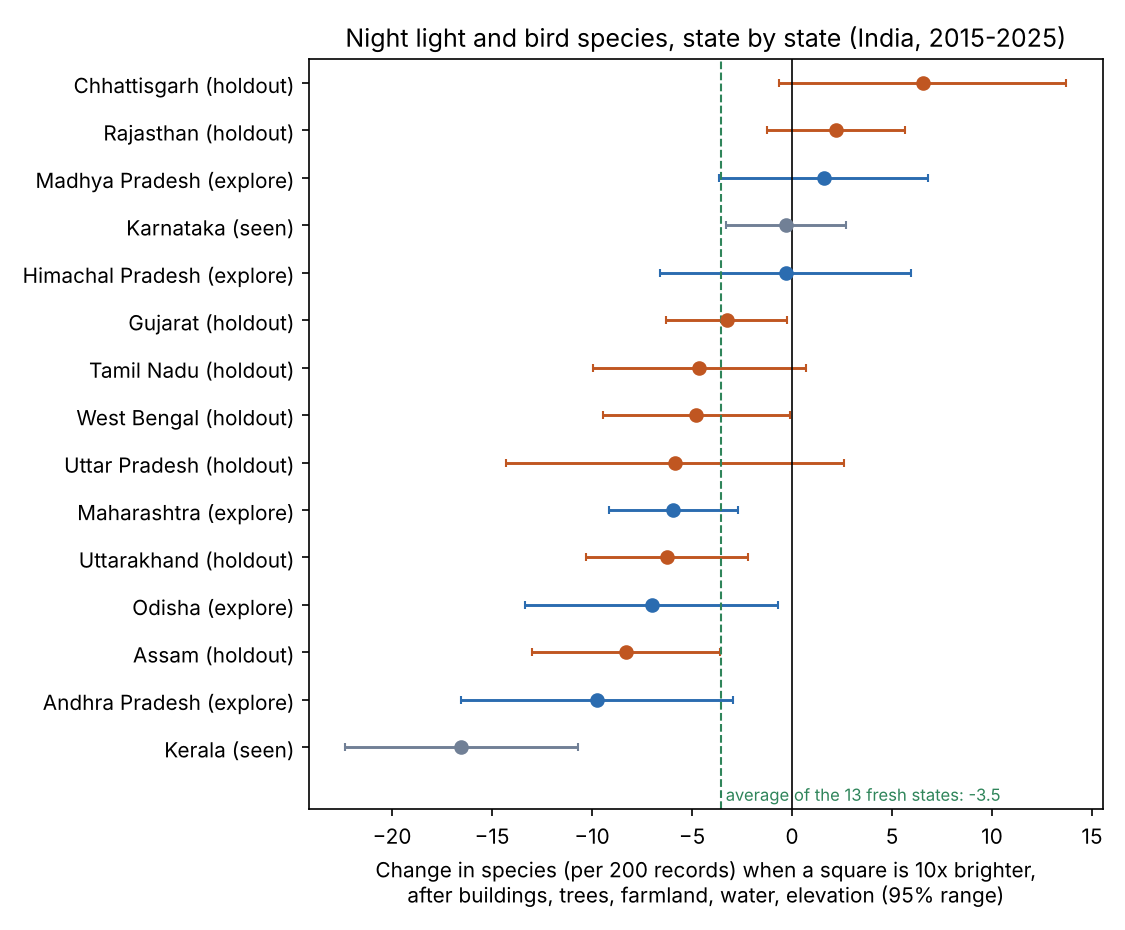 Night light and bird species, state by state (India, 2015-2025)
Chhattisgarh (holdout)
Rajasthan (holdout)
Madhya Pradesh (explore)
Karnataka (seen)
Himachal Pradesh (explore)
Gujarat (holdout)
Tamil Nadu (holdout)
West Bengal (holdout)
Uttar Pradesh (holdout)
Maharashtra (explore)
Uttarakhand (holdout)
Odisha (explore)
Assam (holdout)
Andhra Pradesh (explore)
Kerala (seen)
average of the 13 fresh states: -3.5
−20 −15 −10 −5 0 5 10 15
Change in species (per 200 records) when a square is 10x brighter,
after buildings, trees, farmland, water, elevation (95% range)